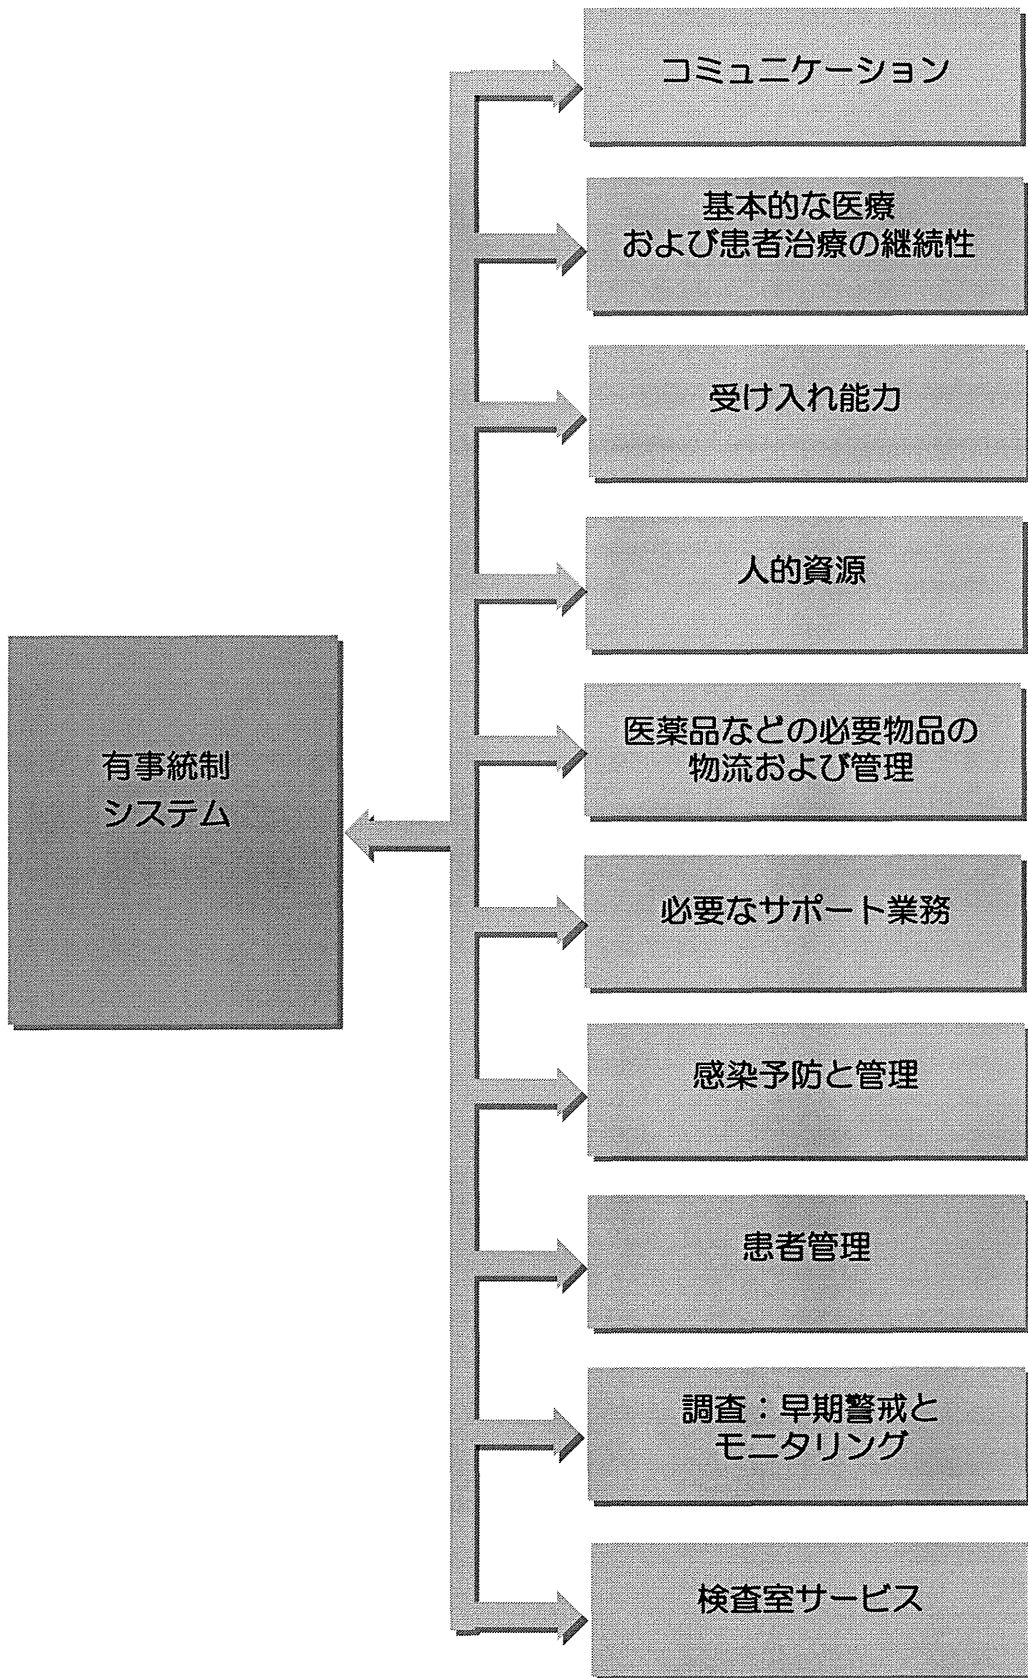 コミュニケーション
基本的な医療
および患者治療の継続性
受け入れ能力
人的資源
医薬品などの必要物品の
物流および管理
有事統制
システム
必要なサポート業務
感染予防と管理
患者管理
調査：早期警戒と
モニタリング
検査室サービス